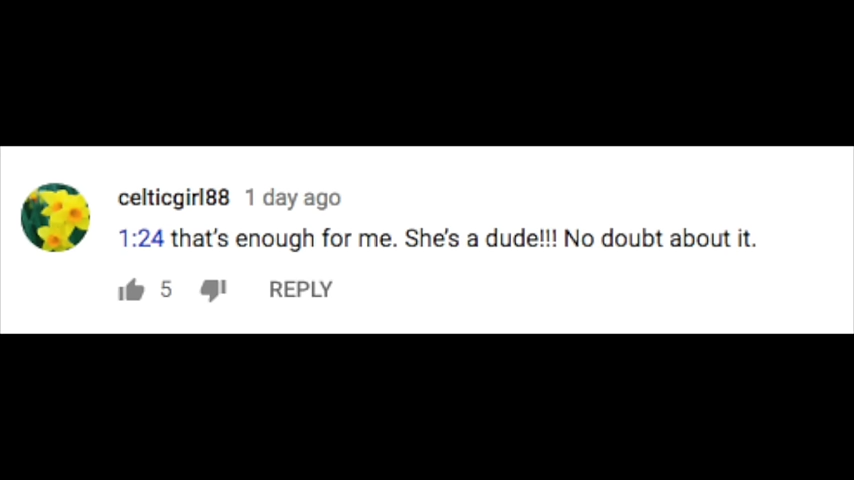 celticgirl88 1 day ago
1:24 that's enough for me. She's a dude!!! No doubt about it.
5 REPLY